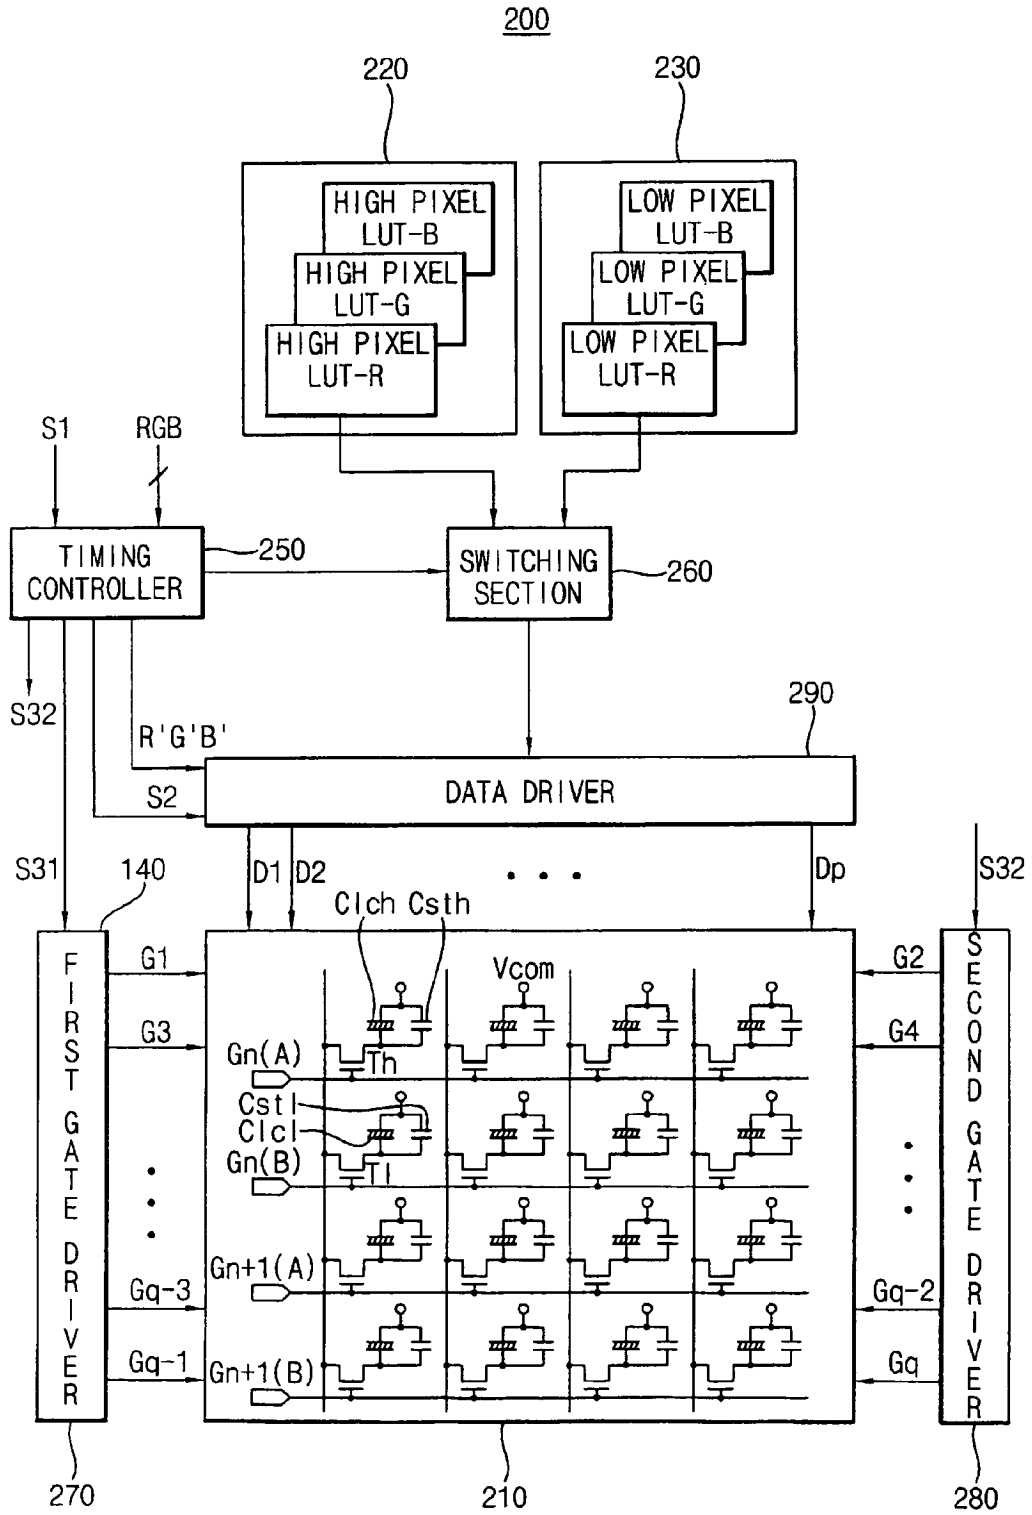 200
220
230
HIGH PIXEL
LUT-B
HIGH PIXEL
LUT-G
HIGH PIXEL
LUT-R
LOW PIXEL
LUT-B
LOW PIXEL
LUT-G
LOW PIXEL
LUT-R
S1
RGB
TIMING
CONTROLLER
250
SWITCHING
SECTION
260
S32
R'G'B'
S2
290
DATA DRIVER
S31
140
D1
D2
Dp
S32
Clch
Csth
FIRST GATE DRIVER
SECOND GATE DRIVER
G1
G3
Gq-3
Gq-1
G2
G4
Gq-2
Gq
Vcom
Gn(A)
Th
Cstl
Clcl
Gn(B)
Tl
Gn+1(A)
Gn+1(B)
270
210
280